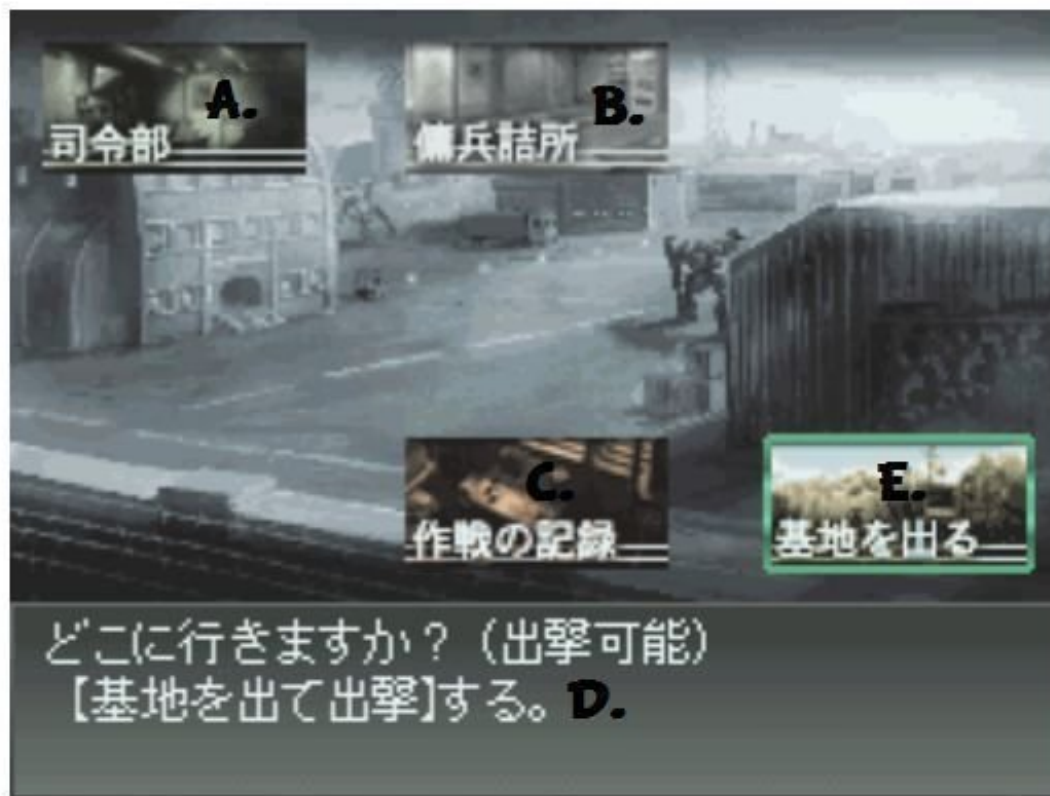 A.
司令部
B.
傭兵詰所
C.
作戦の記録
E.
基地を出る
どこに行きますか？（出撃可能）
【基地を出て出撃】する。 D.